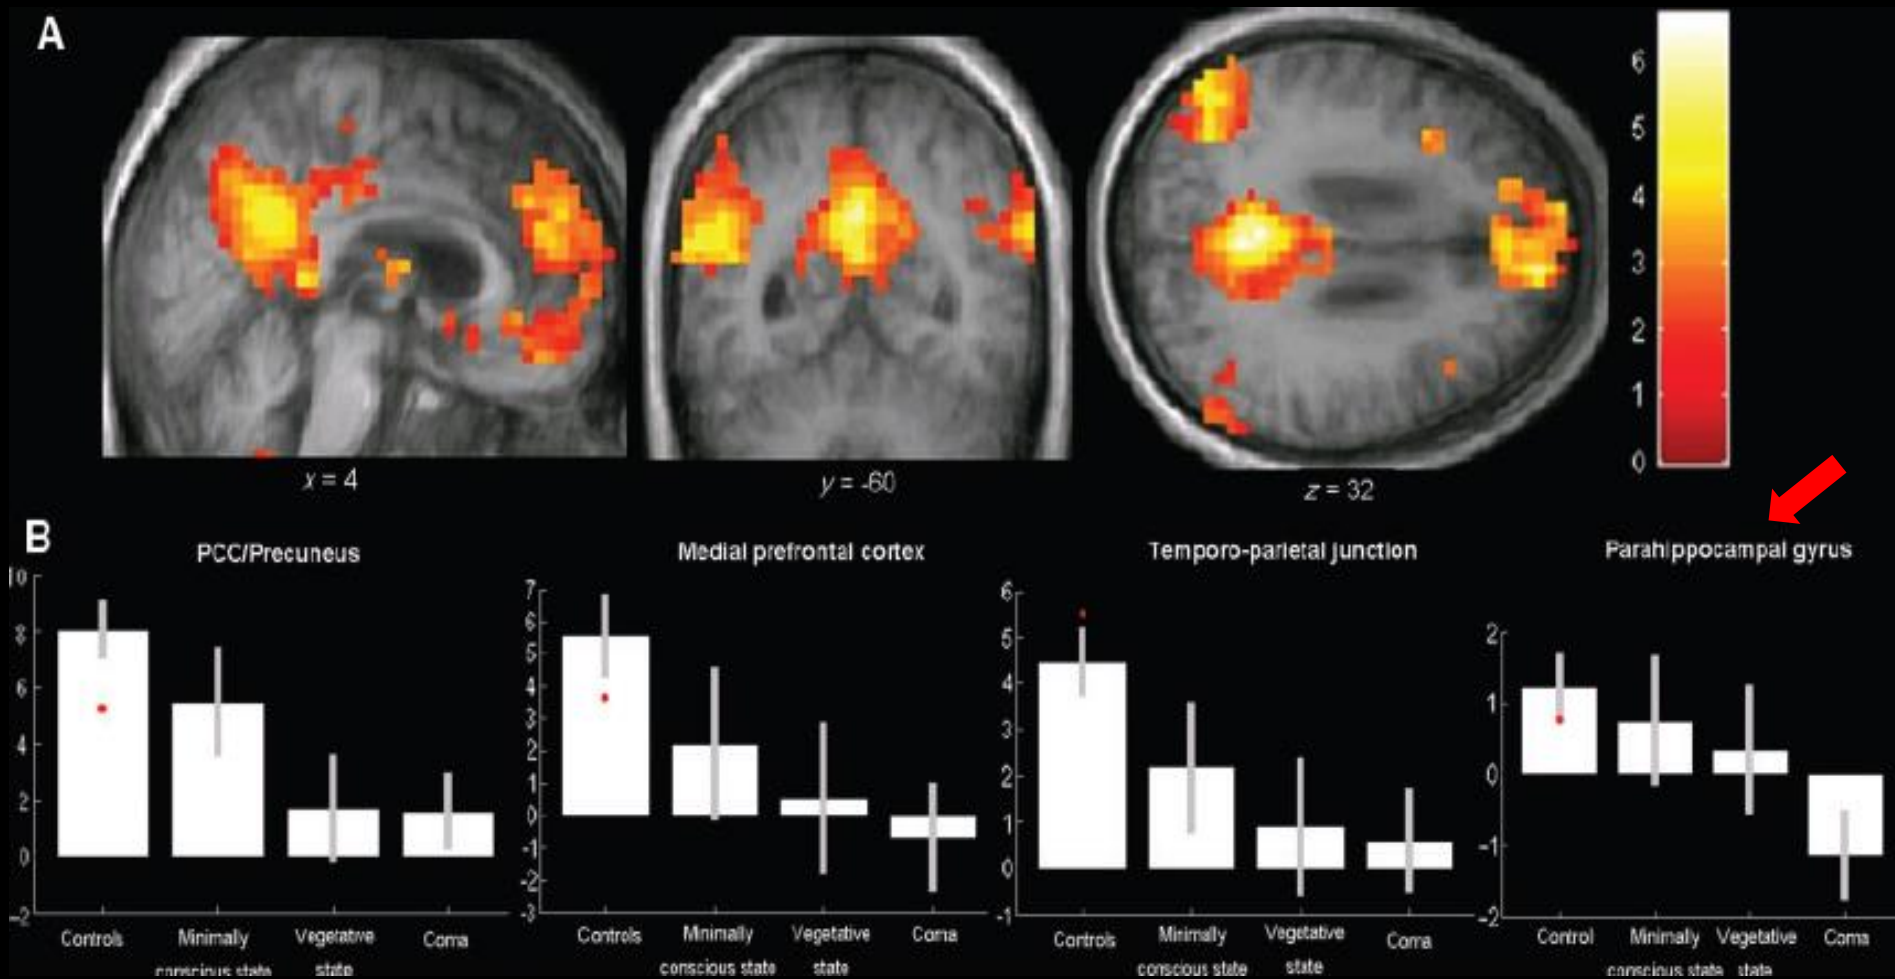 A
6
5
4
3
2
1
0
x = 4
y = -60
z = 32
B
PCC/Precuneus
Medial prefrontal cortex
Temporo-parietal junction
Parahippocampal gyrus
10
8
6
4
2
0
-2
Controls
Minimally
conscious state
Vegetative
state
Coma
7
6
5
4
3
2
1
0
-1
-2
-3
Controls
Minimally
conscious state
Vegetative
state
Coma
6
5
4
3
2
1
0
-1
Controls
Minimally
conscious state
Vegetative
state
Coma
2
1
0
-1
-2
Control
Minimally
conscious state
Vegetative
state
Coma